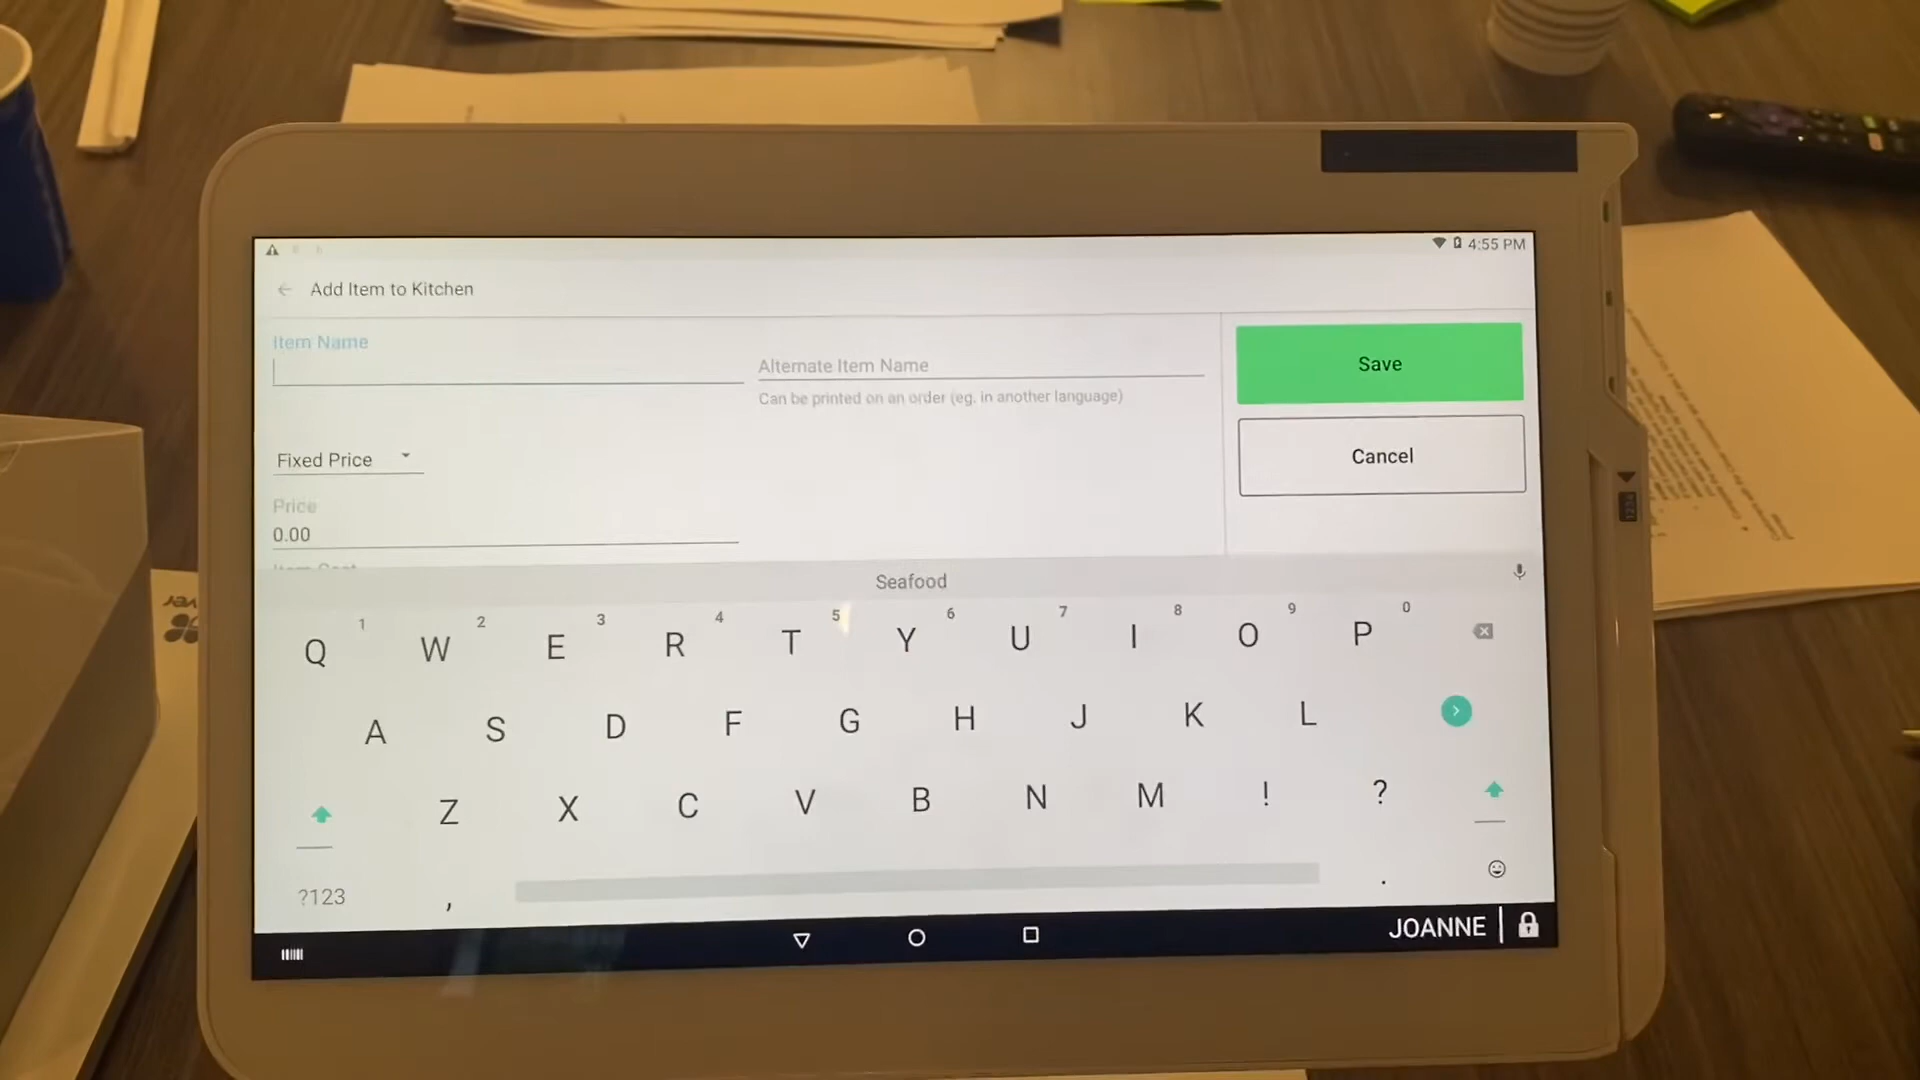 4:55 PM
Add Item to Kitchen
Item Name
Alternate Item Name
Can be printed on an order (eg. in another language)
Save
Cancel
Fixed Price
Price
0.00
Item Cost
Seafood
1 2 3 4 5 6 7 8 9 0
Q W E R T Y U I O P
A S D F G H J K L
Z X C V B N M ! ?
?123 , .
JOANNE